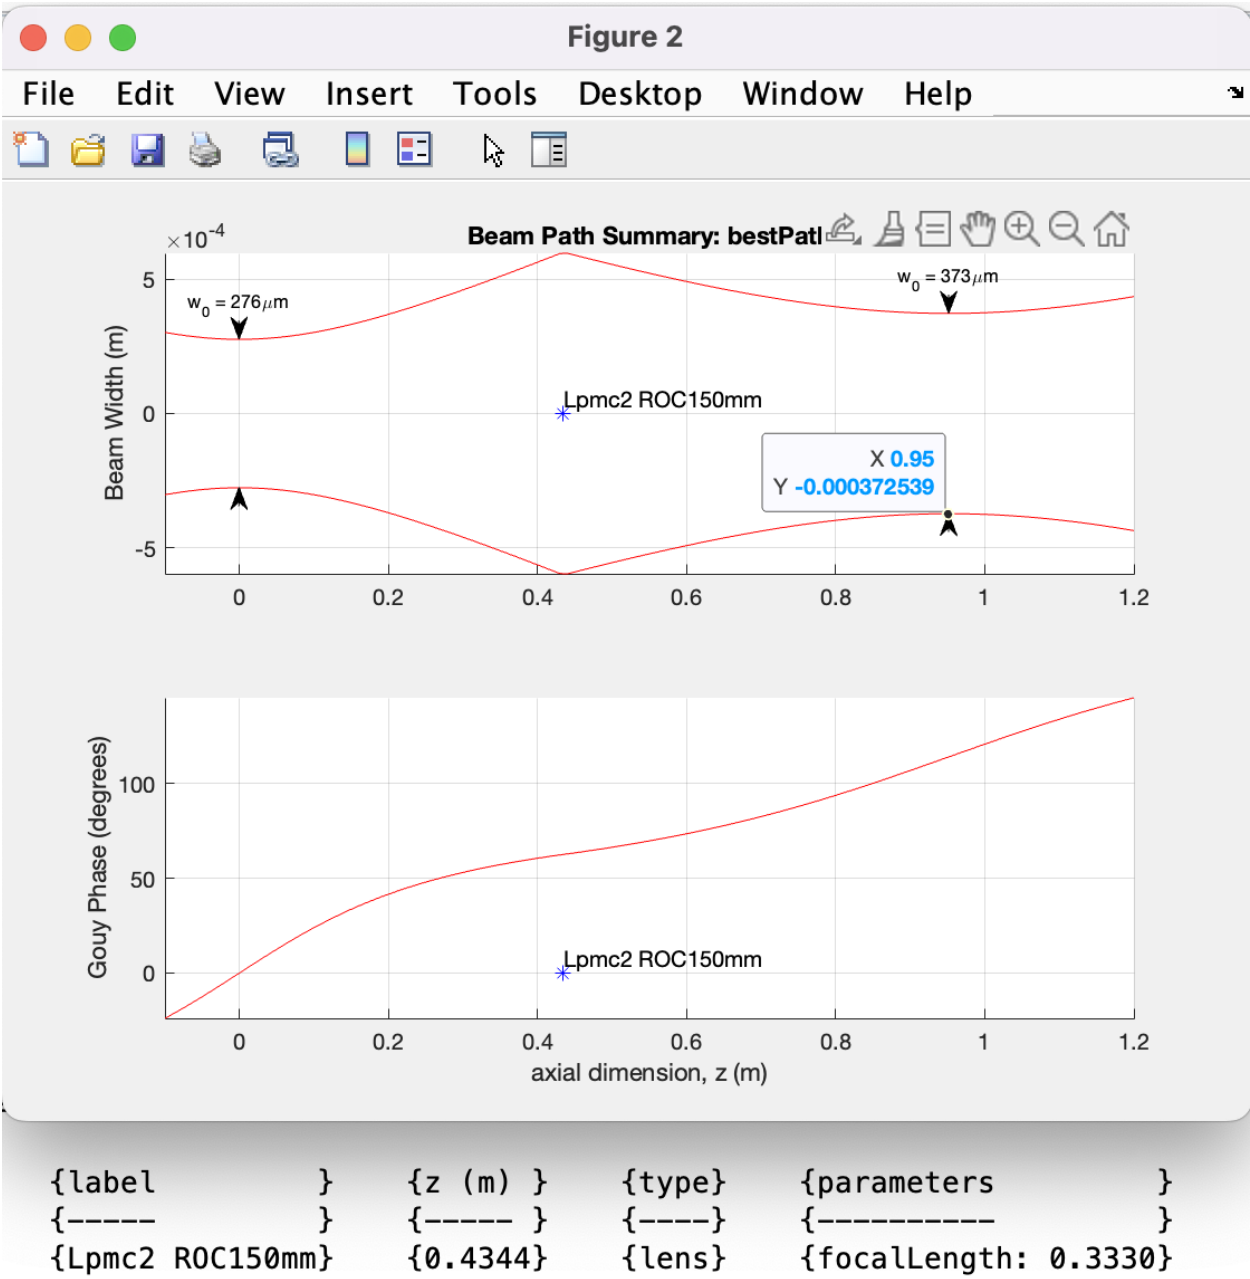 Figure 2
File Edit View Insert Tools Desktop Window Help
×10-4
Beam Path Summary: bestPatl
w0 = 276μm
w0 = 373μm
5
0
-5
Beam Width (m)
Lpmc2 ROC150mm
X 0.95
Y -0.000372539
0 0.2 0.4 0.6 0.8 1 1.2
100
50
0
Gouy Phase (degrees)
Lpmc2 ROC150mm
0 0.2 0.4 0.6 0.8 1 1.2
axial dimension, z (m)
{label } {z (m) } {type} {parameters }
{----- } {----- } {----} {---------- }
{Lpmc2 ROC150mm} {0.4344} {lens} {focalLength: 0.3330}